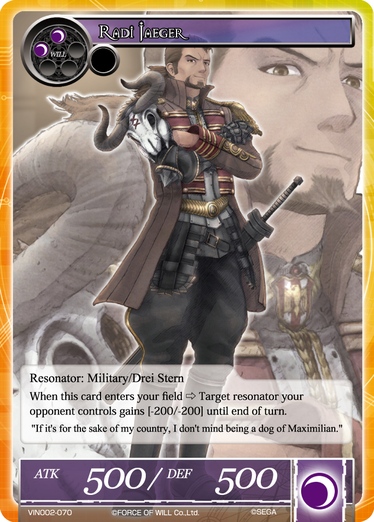 Radi Jaeger
WILL
Resonator: Military/Drei Stern
When this card enters your field ⇨ Target resonator your
opponent controls gains [-200/-200] until end of turn.
"If it's for the sake of my country, I don't mind being a dog of Maximilian."
ATK 500 / DEF 500
VIN002-070 ©FORCE OF WILL Co.,Ltd. ©SEGA